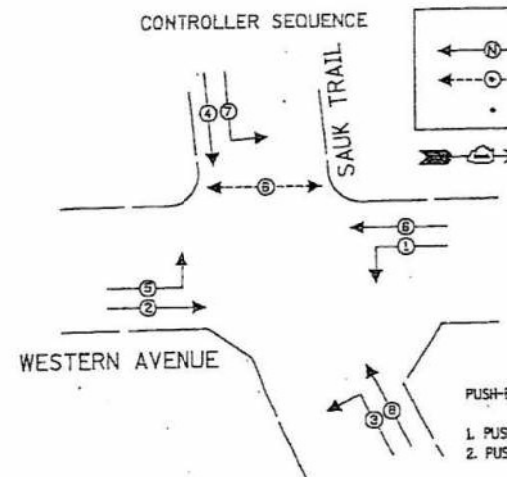 CONTROLLER SEQUENCE
N
SAUK TRAIL
4 7
6
6
1
5
2
WESTERN AVENUE
3 8
1. PUS
2. PUS